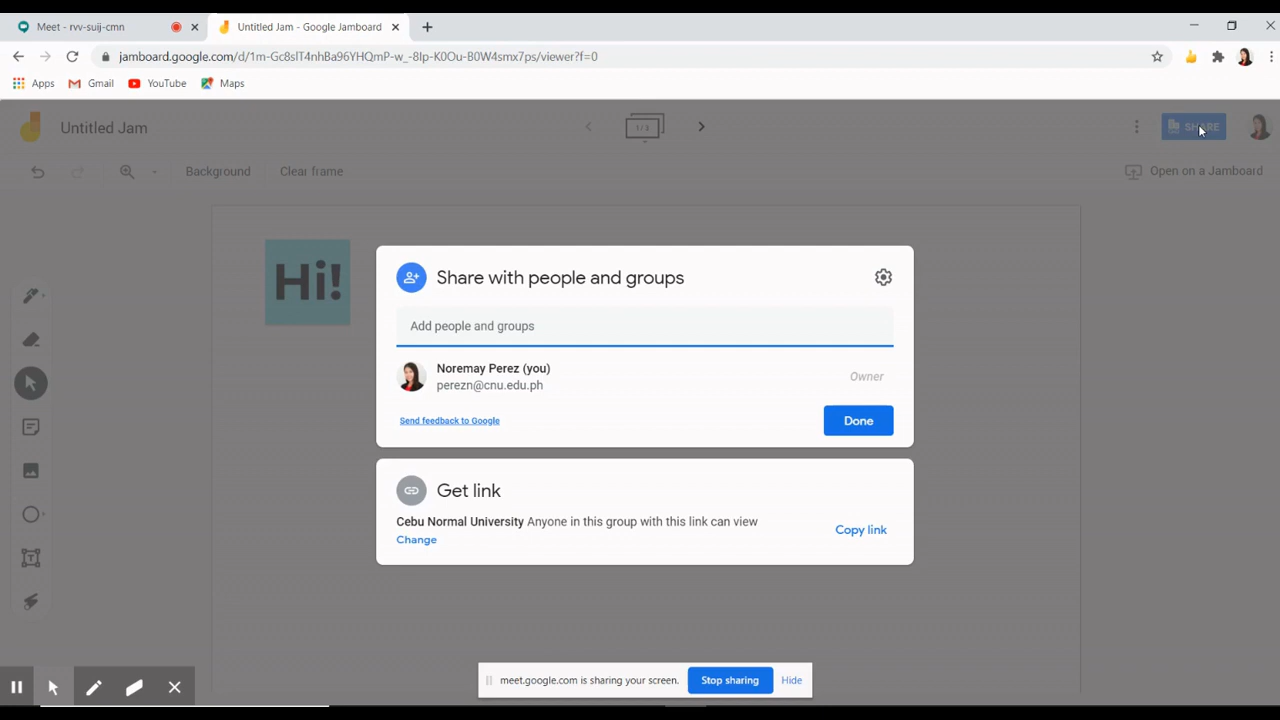 Meet - rvv-suij-cmn
Untitled Jam - Google Jamboard
jamboard.google.com/d/1m-Gc8slT4nhBa96YHQmP-w_-8Ip-K0Ou-B0W4smx7ps/viewer?f=0
Apps Gmail YouTube Maps
Untitled Jam
SHARE
Background Clear frame
Open on a Jamboard
Hi!
Share with people and groups
Add people and groups
Noremay Perez (you)
perezn@cnu.edu.ph
Owner
Send feedback to Google
Done
Get link
Cebu Normal University Anyone in this group with this link can view
Change
Copy link
meet.google.com is sharing your screen. Stop sharing Hide